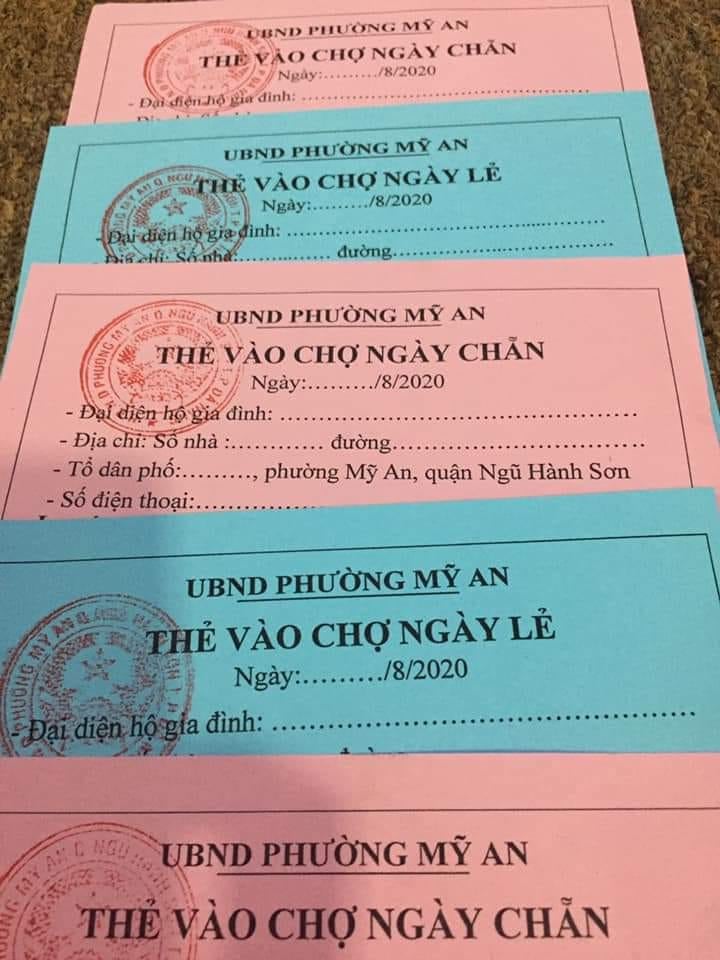 UBND PHƯỜNG MỸ AN
THẺ VÀO CHỢ NGÀY CHẴN
Ngày:........./8/2020
- Đại diện hộ gia đình: ................................................
UBND PHƯỜNG MỸ AN
THẺ VÀO CHỢ NGÀY LẺ
Ngày:........./8/2020
- Đại diện hộ gia đình: ................................................
- Địa chỉ: Số nhà:............... đường....................................
UBND PHƯỜNG MỸ AN
THẺ VÀO CHỢ NGÀY CHẴN
Ngày:........./8/2020
- Đại diện hộ gia đình: ................................................
- Địa chỉ: Số nhà :............ đường....................................
- Tổ dân phố:.........., phường Mỹ An, quận Ngũ Hành Sơn
- Số điện thoại:..................
UBND PHƯỜNG MỸ AN
THẺ VÀO CHỢ NGÀY LẺ
Ngày:........./8/2020
- Đại diện hộ gia đình: ................................................
UBND PHƯỜNG MỸ AN
THẺ VÀO CHỢ NGÀY CHẴN